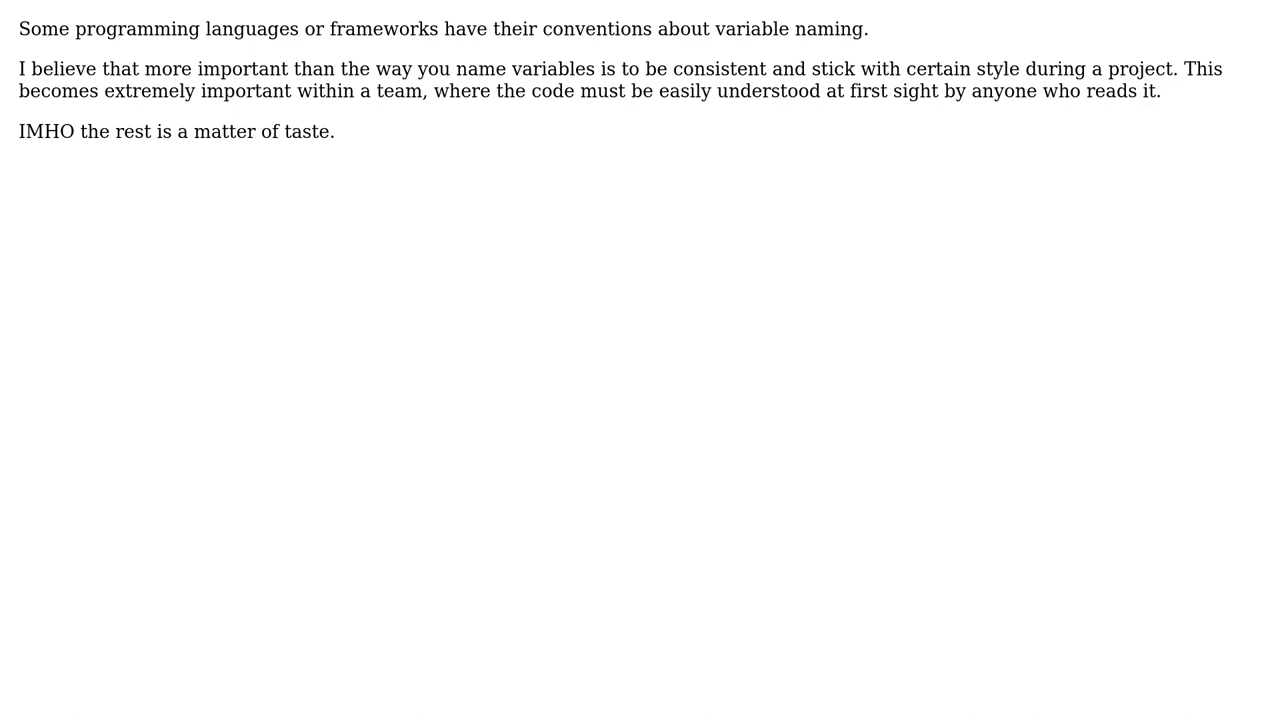 Some programming languages or frameworks have their conventions about variable naming.
I believe that more important than the way you name variables is to be consistent and stick with certain style during a project. This
becomes extremely important within a team, where the code must be easily understood at first sight by anyone who reads it.
IMHO the rest is a matter of taste.